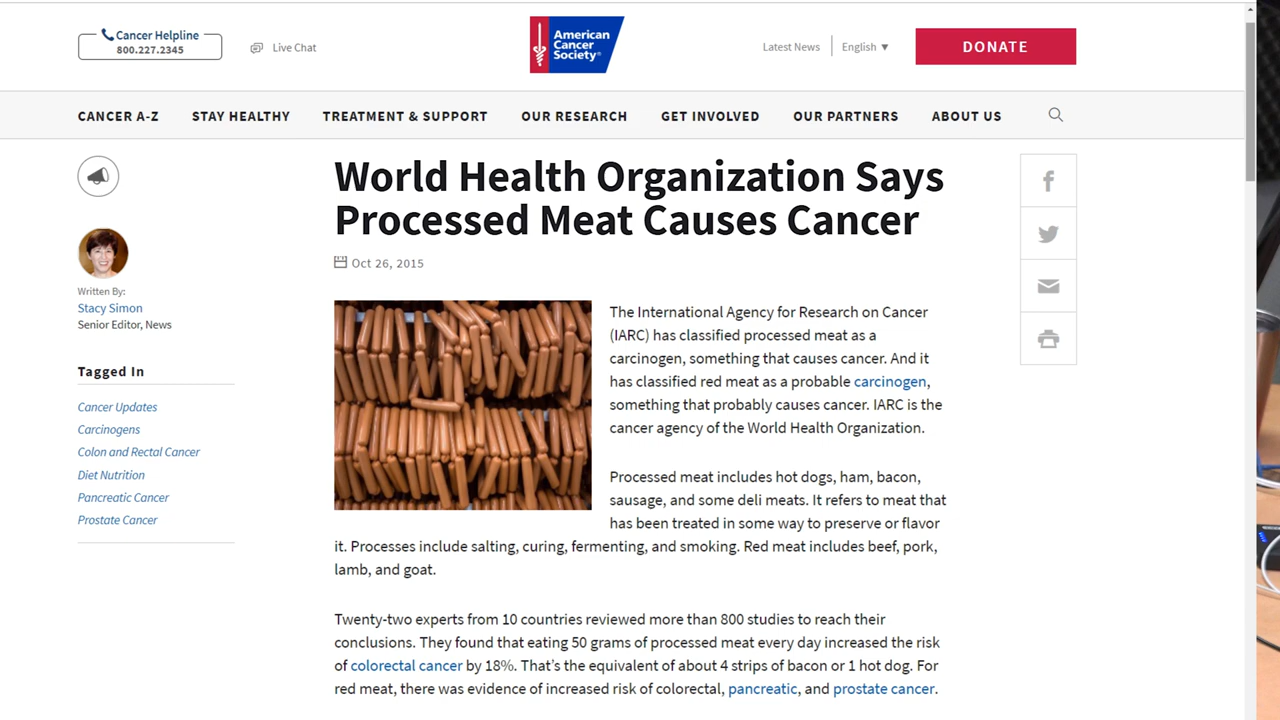 Cancer Helpline
800.227.2345
Live Chat
American
Cancer
Society®
Latest News
English ▼
DONATE
CANCER A-Z
STAY HEALTHY
TREATMENT & SUPPORT
OUR RESEARCH
GET INVOLVED
OUR PARTNERS
ABOUT US
World Health Organization Says
Processed Meat Causes Cancer
Oct 26, 2015
Written By:
Stacy Simon
Senior Editor, News
Tagged In
Cancer Updates
Carcinogens
Colon and Rectal Cancer
Diet Nutrition
Pancreatic Cancer
Prostate Cancer
The International Agency for Research on Cancer
(IARC) has classified processed meat as a
carcinogen, something that causes cancer. And it
has classified red meat as a probable carcinogen,
something that probably causes cancer. IARC is the
cancer agency of the World Health Organization.
Processed meat includes hot dogs, ham, bacon,
sausage, and some deli meats. It refers to meat that
has been treated in some way to preserve or flavor
it. Processes include salting, curing, fermenting, and smoking. Red meat includes beef, pork,
lamb, and goat.
Twenty-two experts from 10 countries reviewed more than 800 studies to reach their
conclusions. They found that eating 50 grams of processed meat every day increased the risk
of colorectal cancer by 18%. That’s the equivalent of about 4 strips of bacon or 1 hot dog. For
red meat, there was evidence of increased risk of colorectal, pancreatic, and prostate cancer.